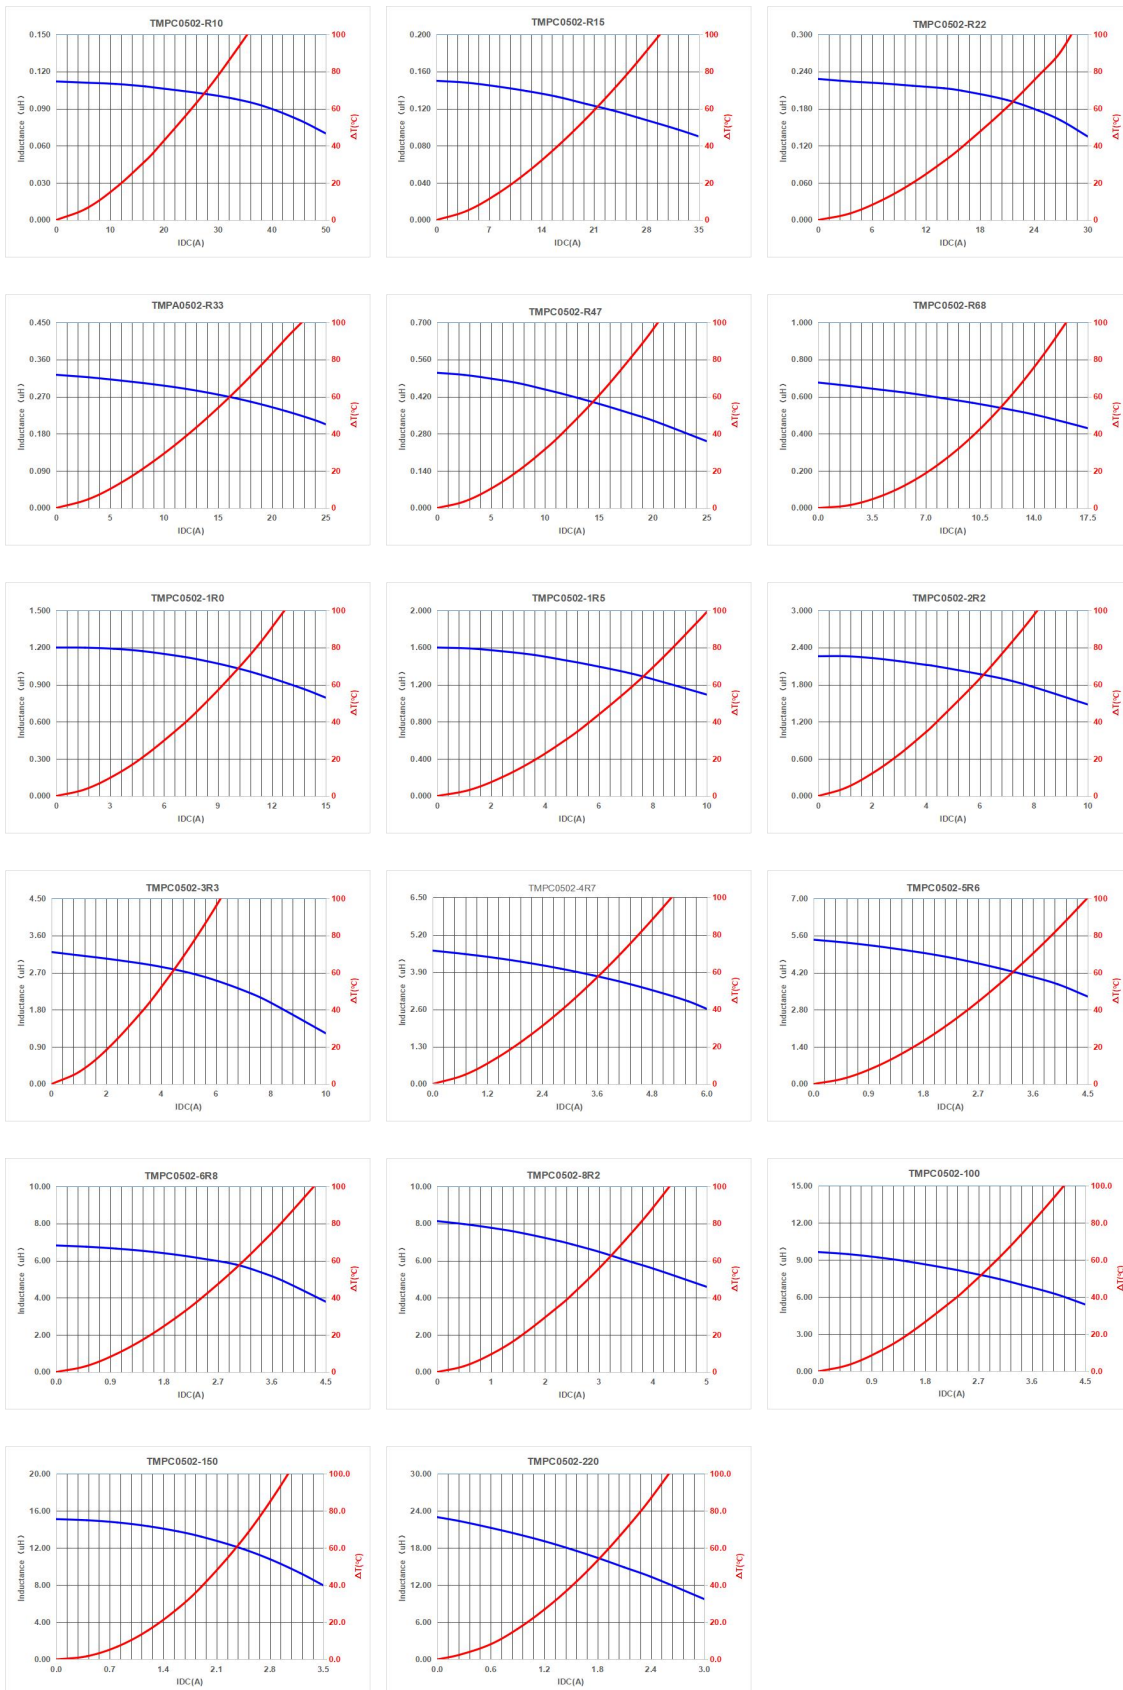 TMPC0502-R10
0.150 100
0.120 80
0.090 60
0.060 40
0.030 20
0.000 0
0 10 20 30 40 50
IDC(A)
Inductance (uH)
ΔT(℃)
TMPC0502-R15
0.200 100
0.160 80
0.120 60
0.080 40
0.040 20
0.000 0
0 7 14 21 28 35
IDC(A)
Inductance (uH)
ΔT(℃)
TMPC0502-R22
0.300 100
0.240 80
0.180 60
0.120 40
0.060 20
0.000 0
0 6 12 18 24 30
IDC(A)
Inductance (uH)
ΔT(℃)
TMPA0502-R33
0.450 100
0.360 80
0.270 60
0.180 40
0.090 20
0.000 0
0 5 10 15 20 25
IDC(A)
Inductance (uH)
ΔT(℃)
TMPC0502-R47
0.700 100
0.560 80
0.420 60
0.280 40
0.140 20
0.000 0
0 5 10 15 20 25
IDC(A)
Inductance (uH)
ΔT(℃)
TMPC0502-R68
1.000 100
0.800 80
0.600 60
0.400 40
0.200 20
0.000 0
0.0 3.5 7.0 10.5 14.0 17.5
IDC(A)
Inductance (uH)
ΔT(℃)
TMPC0502-1R0
1.500 100
1.200 80
0.900 60
0.600 40
0.300 20
0.000 0
0 3 6 9 12 15
IDC(A)
Inductance (uH)
ΔT(℃)
TMPC0502-1R5
2.000 100
1.600 80
1.200 60
0.800 40
0.400 20
0.000 0
0 2 4 6 8 10
IDC(A)
Inductance (uH)
ΔT(℃)
TMPC0502-2R2
3.000 100
2.400 80
1.800 60
1.200 40
0.600 20
0.000 0
0 2 4 6 8 10
IDC(A)
Inductance (uH)
ΔT(℃)
TMPC0502-3R3
4.50 100
3.60 80
2.70 60
1.80 40
0.90 20
0.00 0
0 2 4 6 8 10
IDC(A)
Inductance (uH)
ΔT(℃)
TMPC0502-4R7
6.50 100
5.20 80
3.90 60
2.60 40
1.30 20
0.00 0
0.0 1.2 2.4 3.6 4.8 6.0
IDC(A)
Inductance (uH)
ΔT(℃)
TMPC0502-5R6
7.00 100
5.60 80
4.20 60
2.80 40
1.40 20
0.00 0
0.0 0.9 1.8 2.7 3.6 4.5
IDC(A)
Inductance (uH)
ΔT(℃)
TMPC0502-6R8
10.00 100
8.00 80
6.00 60
4.00 40
2.00 20
0.00 0
0.0 0.9 1.8 2.7 3.6 4.5
IDC(A)
Inductance (uH)
ΔT(℃)
TMPC0502-8R2
10.00 100
8.00 80
6.00 60
4.00 40
2.00 20
0.00 0
0 1 2 3 4 5
IDC(A)
Inductance (uH)
ΔT(℃)
TMPC0502-100
15.00 100.0
12.00 80.0
9.00 60.0
6.00 40.0
3.00 20.0
0.00 0.0
0.0 0.9 1.8 2.7 3.6 4.5
IDC(A)
Inductance (uH)
ΔT(℃)
TMPC0502-150
20.00 100.0
16.00 80.0
12.00 60.0
8.00 40.0
4.00 20.0
0.00 0.0
0.0 0.7 1.4 2.1 2.8 3.5
IDC(A)
Inductance (uH)
ΔT(℃)
TMPC0502-220
30.00 100.0
24.00 80.0
18.00 60.0
12.00 40.0
6.00 20.0
0.00 0.0
0.0 0.6 1.2 1.8 2.4 3.0
IDC(A)
Inductance (uH)
ΔT(℃)